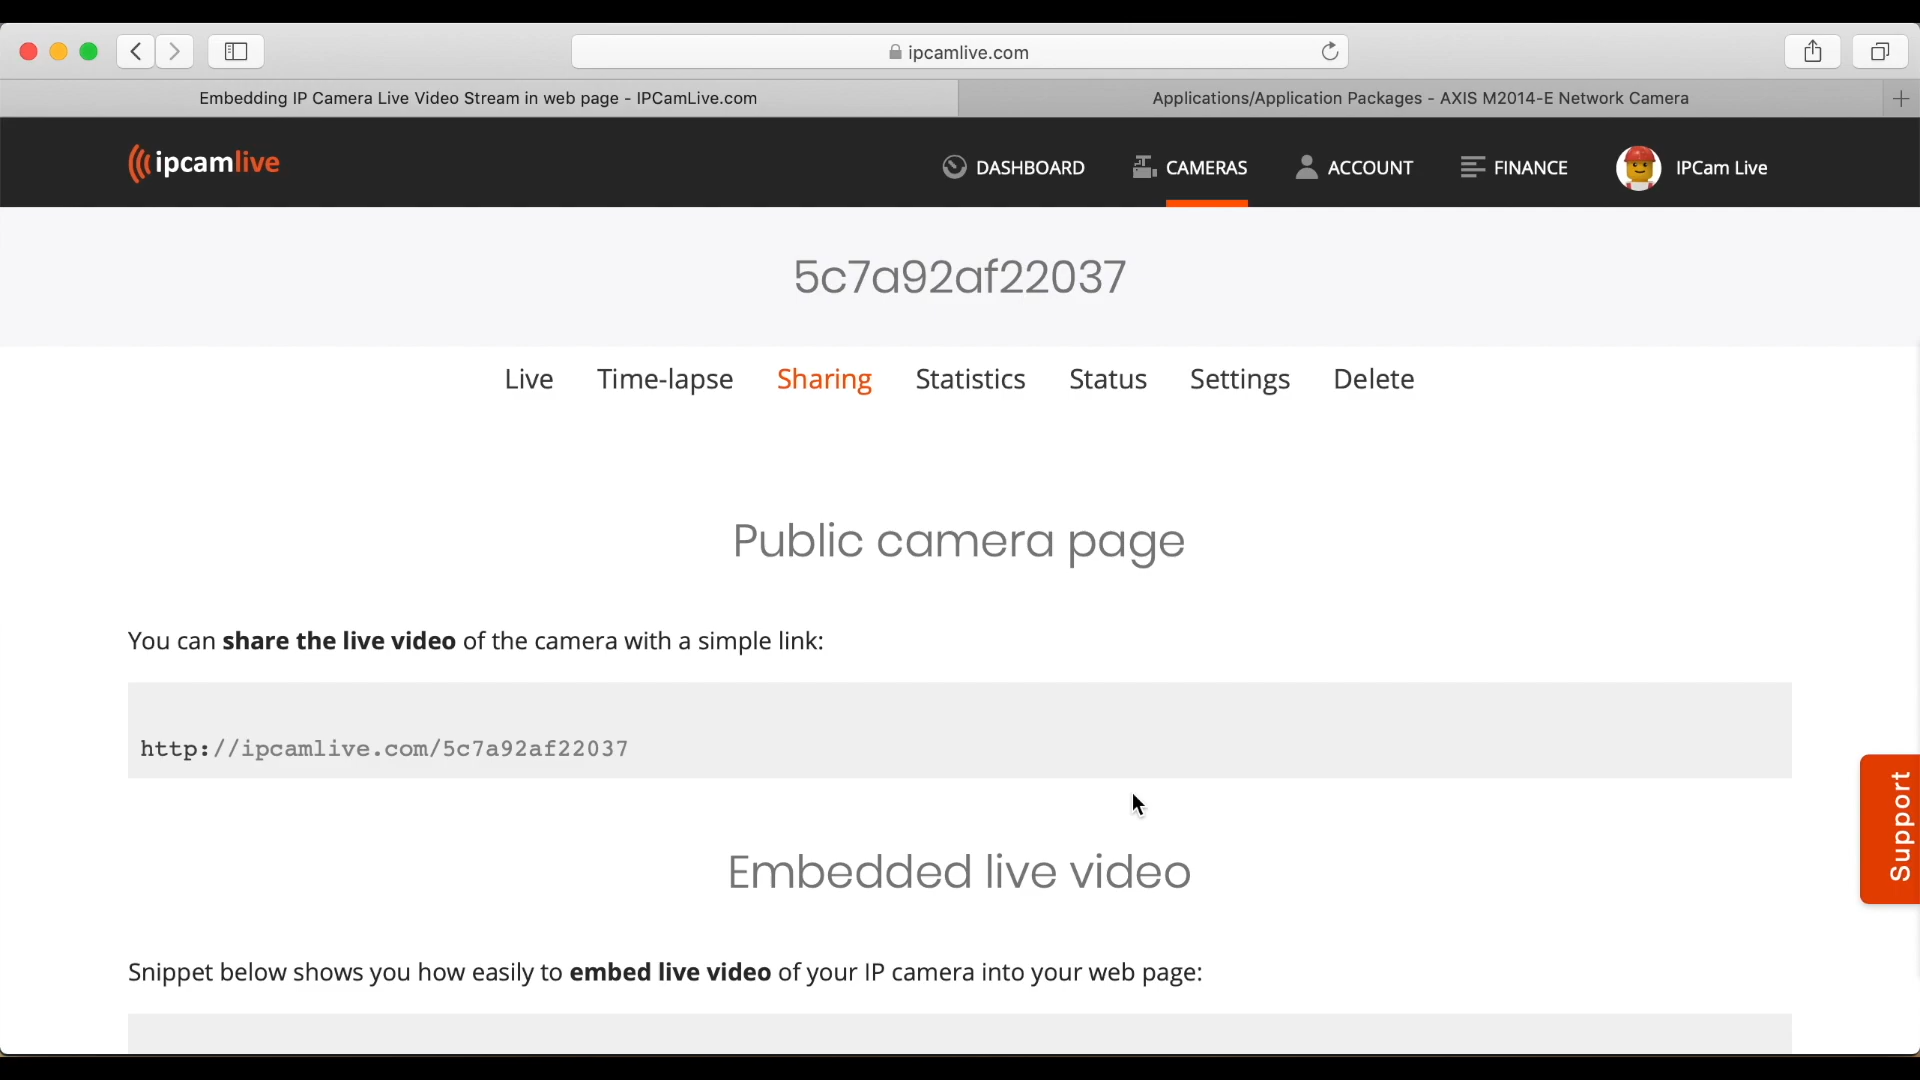 ipcamlive.com
Embedding IP Camera Live Video Stream in web page - IPCamLive.com
Applications/Application Packages - AXIS M2014-E Network Camera
ipcamlive
DASHBOARD
CAMERAS
ACCOUNT
FINANCE
IPCam Live
5c7a92af22037
Live Time-lapse Sharing Statistics Status Settings Delete
Public camera page
You can share the live video of the camera with a simple link:
http://ipcamlive.com/5c7a92af22037
Support
Embedded live video
Snippet below shows you how easily to embed live video of your IP camera into your web page: